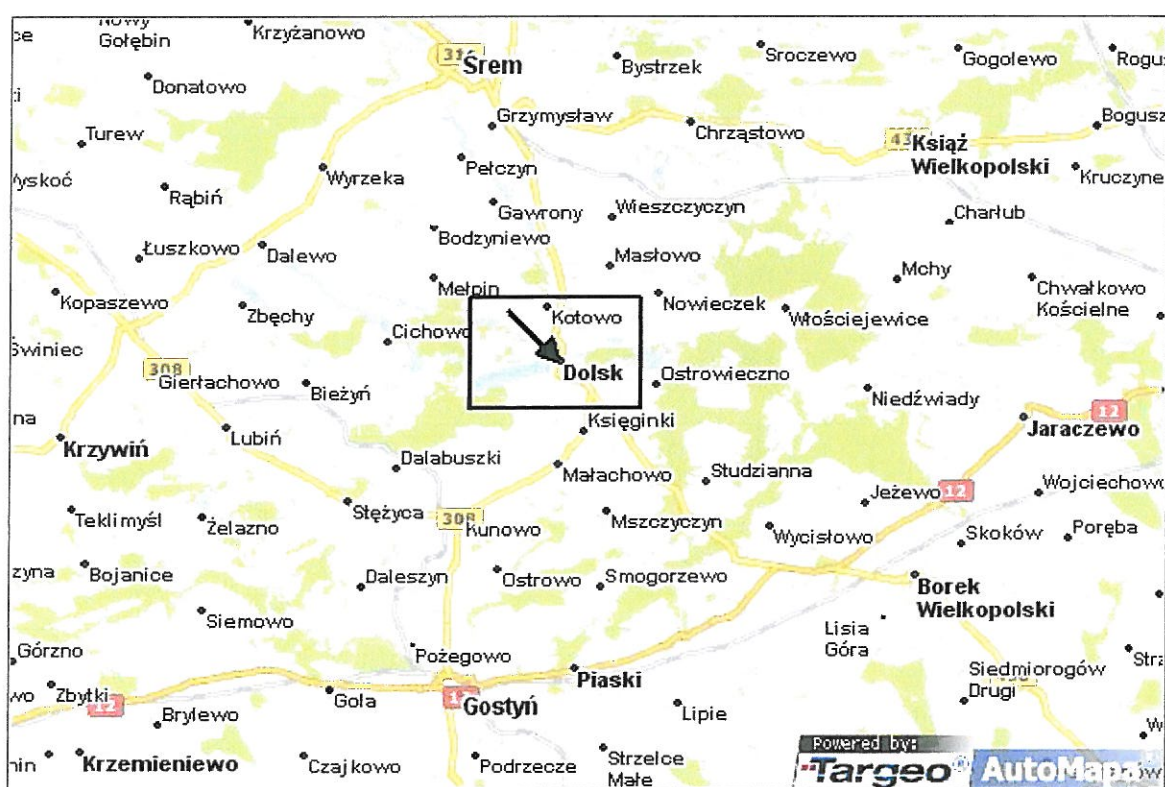 Nowy
Gołębin
Krzyżanowo
Śrem
Bystrzek
Sroczewo
Gogolewo
Donatowo
Grzymysław
Chrząstowo
Turew
Książ
Wielkopolski
Pełczyn
Wyrzeka
Rąbiń
Gawrony
Wieszczyczyn
Charłub
Bodzyniewo
Łuszkowo
Dalewo
Masłowo
Mchy
Mełpin
Kopaszewo
Zbęchy
Nowieczek
Chwałkowo
Kościelne
Kotowo
Włościejewice
Cichowo
308
Gierłachowo
Dolsk
Ostrowieczno
Bieżyń
Niedźwiady
12
Księginki
Jaraczewo
Krzywiń
Lubiń
Dalabuszki
Małachowo
Studzianna
12
Jeżewo
Stężyca
308
Kunowo
Mszczyczyn
Wycisłowo
Teklimyśl
Żelazno
Skoków
Poręba
Bojanice
Daleszyn
Ostrowo
Smogorzewo
Borek
Wielkopolski
Siemowo
Lisia
Góra
Górzno
Pożegowo
Piaski
Siedmiorogów
Drugi
Zbytki
12
Gola
Gostyń
Lipie
Brylewo
Krzemieniewo
Czajkowo
Podrzecze
Strzelce
Małe
Powered by:
Targeo
AutoMapa